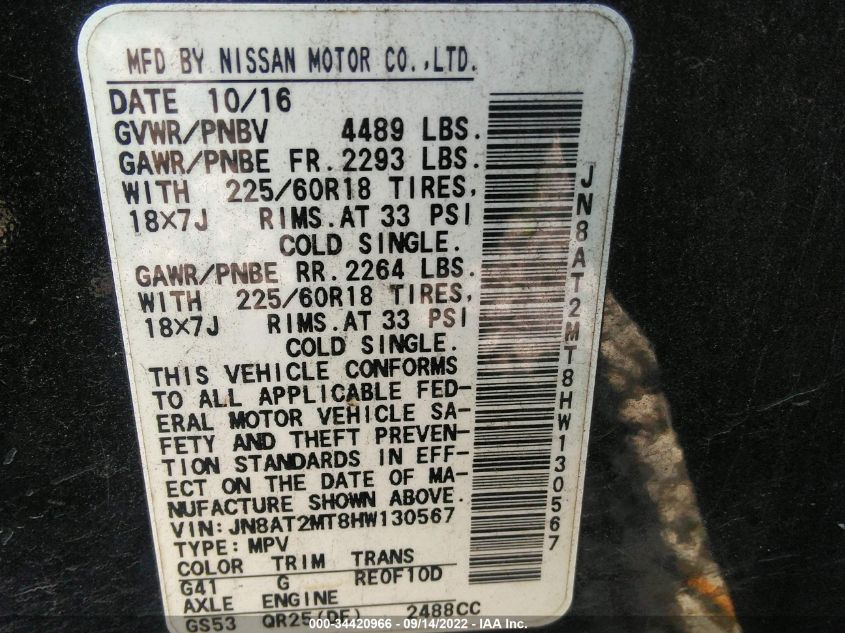 MFD BY NISSAN MOTOR CO.,LTD.
DATE 10/16
GVWR/PNBV 4489 LBS.
GAWR/PNBE FR. 2293 LBS.
WITH 225/60R18 TIRES,
18×7J RIMS. AT 33 PSI
COLD SINGLE.
GAWR/PNBE RR. 2264 LBS.
WITH 225/60R18 TIRES,
18×7J RIMS. AT 33 PSI
COLD SINGLE.
THIS VEHICLE CONFORMS
TO ALL APPLICABLE FED-
ERAL MOTOR VEHICLE SA-
FETY AND THEFT PREVEN-
TION STANDARDS IN EFF-
ECT ON THE DATE OF MA-
NUFACTURE SHOWN ABOVE.
VIN: JN8AT2MT8HW130567
TYPE: MPV
COLOR TRIM TRANS
G41 G RE0F10D
AXLE ENGINE
GS53 QR25(DE) 2488CC
JN8AT2MT8HW130567
000-34420966 - 09/14/2022 - IAAI.com